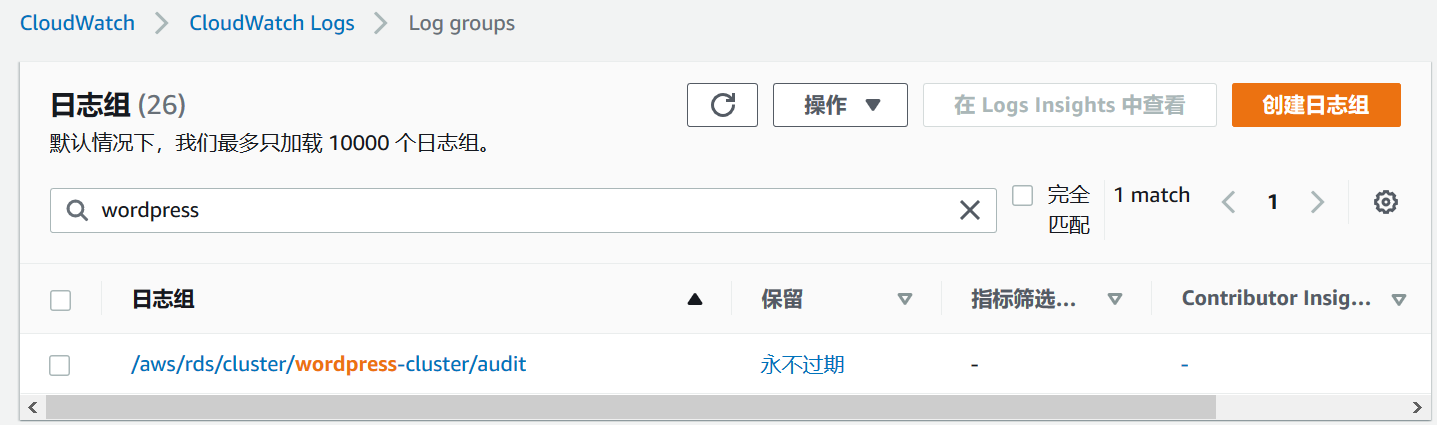 CloudWatch > CloudWatch Logs > Log groups
日志组 (26)
操作
在 Logs Insights 中查看
创建日志组
默认情况下，我们最多只加载 10000 个日志组。
wordpress
完全
匹配
1 match
1
日志组
保留
指标筛选...
Contributor Insig...
/aws/rds/cluster/wordpress-cluster/audit
永不过期
-
-